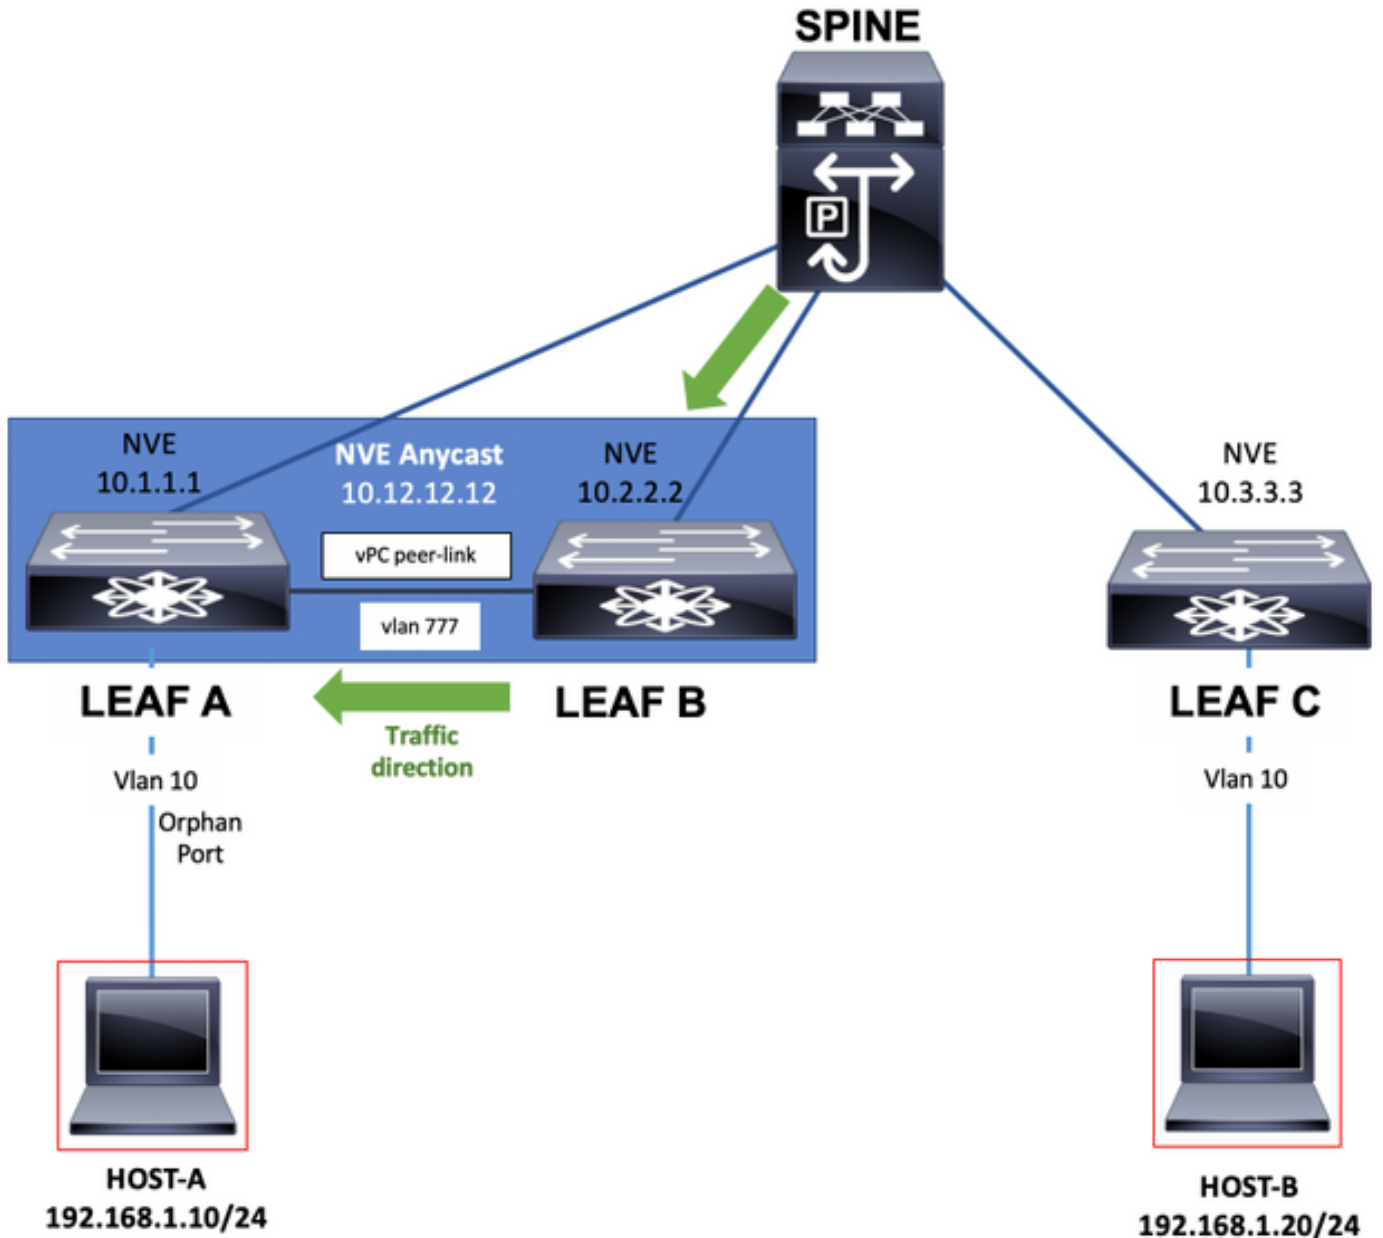 SPINE
P
NVE
10.1.1.1
NVE Anycast
10.12.12.12
NVE
10.2.2.2
NVE
10.3.3.3
vPC peer-link
vlan 777
LEAF A
LEAF B
LEAF C
Traffic
direction
Vlan 10
Orphan
Port
Vlan 10
HOST-A
192.168.1.10/24
HOST-B
192.168.1.20/24